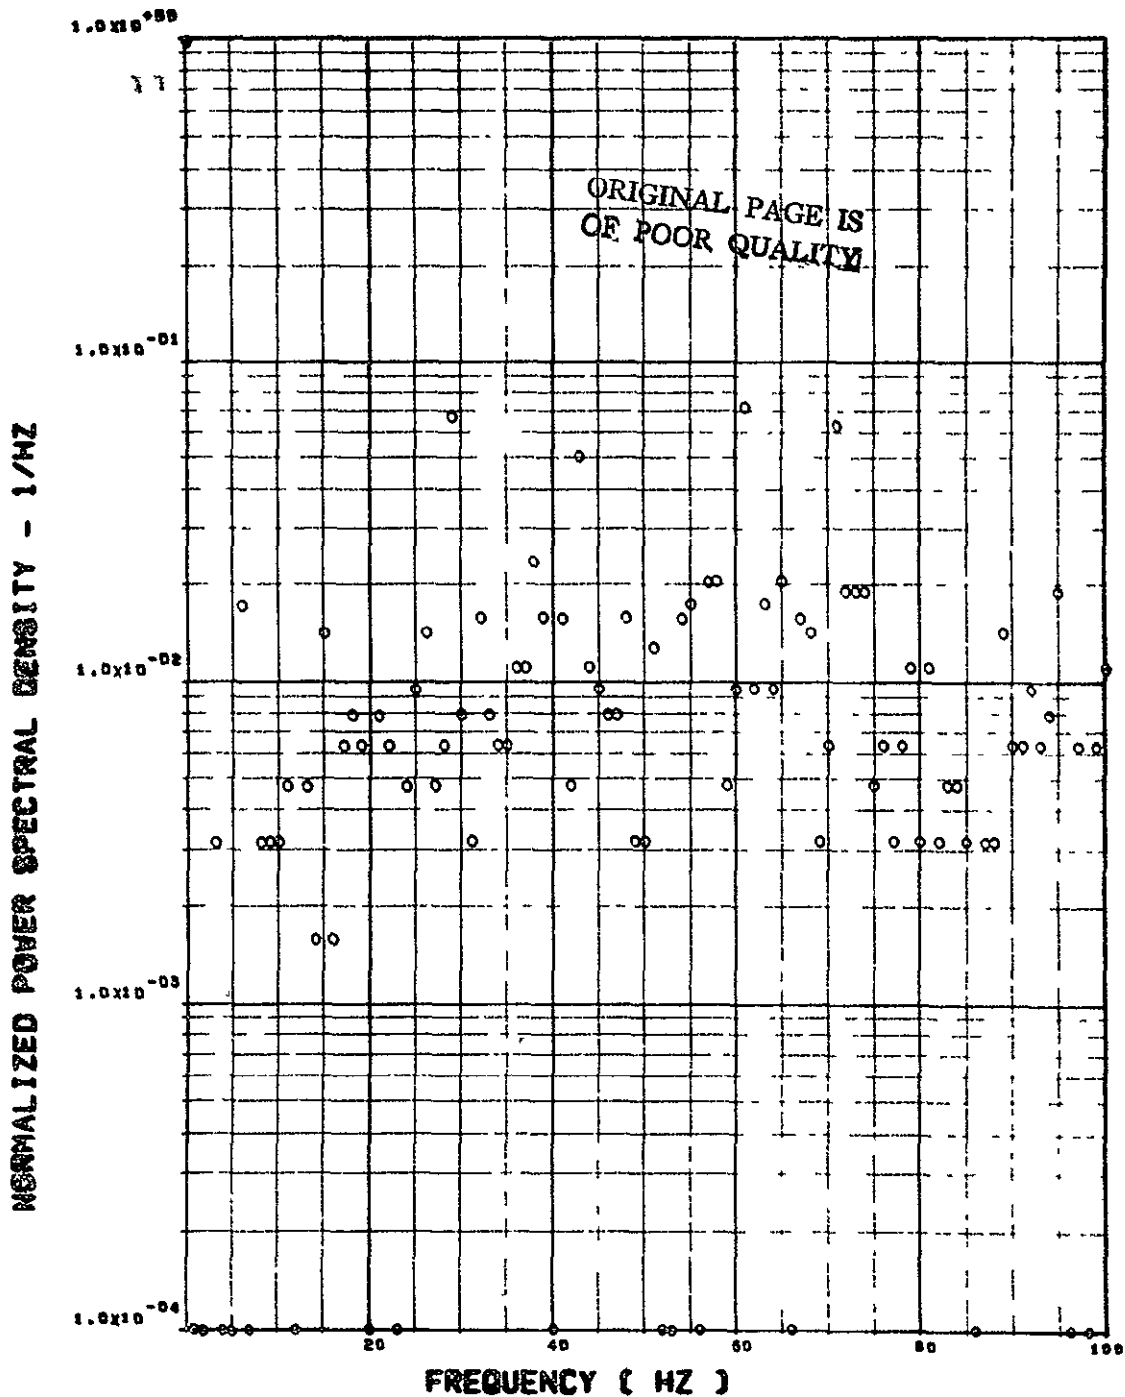 1.0X10+00
ORIGINAL PAGE IS
OF POOR QUALITY
1.0X10-01
1.0X10-02
1.0X10-03
1.0X10-04
NORMALIZED POWER SPECTRAL DENSITY - 1/HZ
20 40 60 80 100
FREQUENCY ( HZ )